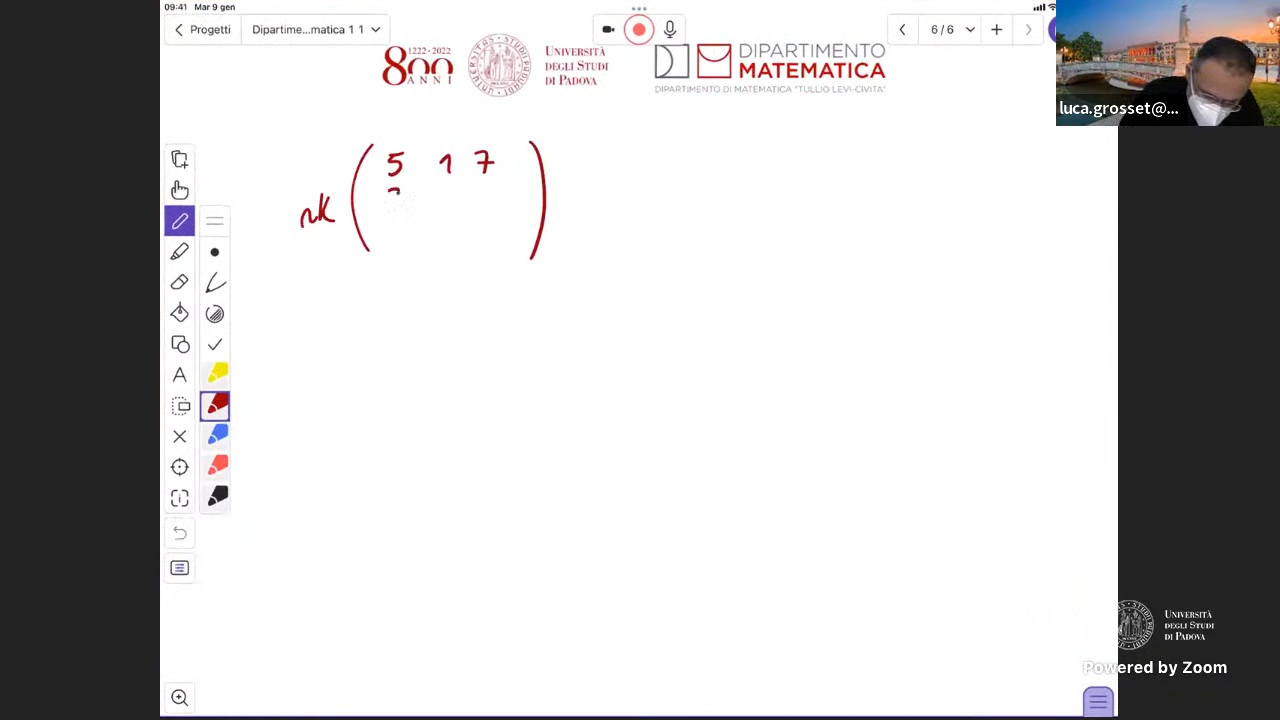 09:41 Mar 9 gen
Progetti
Dipartime...matica 1 1
6/6
1222·2022
800
ANNI
UNIVERSITÀ
DEGLI STUDI
DI PADOVA
DIPARTIMENTO
MATEMATICA
DIPARTIMENTO DI MATEMATICA "TULLIO LEVI-CIVITA"
luca.grosset@...
rk ( 5 1 7 )
A
UNIVERSITÀ
DEGLI STUDI
DI PADOVA
Powered by Zoom